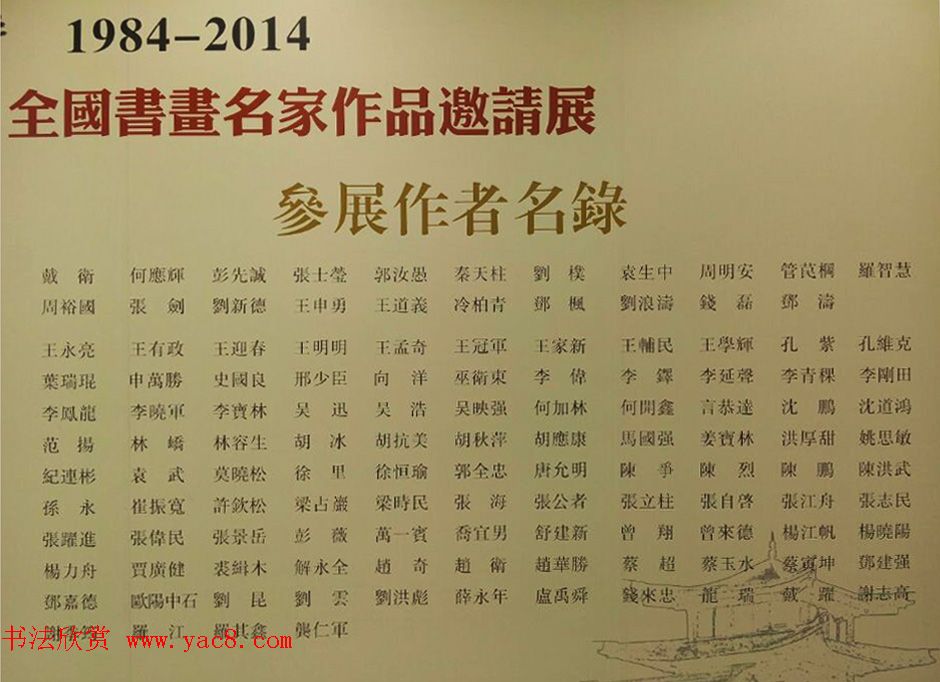 1984-2014
全國書畫名家作品邀請展
參展作者名錄
戴衛 何應輝 彭先誠 張士瑩 郭汝愚 秦天柱 劉樸 袁生中 周明安 管苠棡 羅智慧
周裕國 張劍 劉新德 王申勇 王道義 冷柏青 鄧楓 劉浪濤 錢磊 鄧濤
王永亮 王有政 王迎春 王明明 王孟奇 王冠軍 王家新 王輔民 王學輝 孔紫 孔維克
葉瑞琨 申萬勝 史國良 邢少臣 向洋 巫衛東 李偉 李鐸 李延聲 李青稞 李剛田
李鳳龍 李曉軍 李寶林 吴迅 吴浩 吴映强 何加林 何開鑫 言恭達 沈鵬 沈道鴻
范揚 林嶠 林容生 胡冰 胡抗美 胡秋萍 胡應康 馬國强 姜寶林 洪厚甜 姚思敏
紀連彬 袁武 莫曉松 徐里 徐恒瑜 郭全忠 唐允明 陳爭 陳烈 陳鵬 陳洪武
孫永 崔振寬 許欽松 梁占巖 梁時民 張海 張公者 張立柱 張自啓 張江舟 張志民
張躍進 張偉民 張景岳 彭薇 萬一賓 喬宜男 舒建新 曾翔 曾來德 楊江帆 楊曉陽
楊力舟 賈廣健 裘緝木 解永全 趙奇 趙衛 趙華勝 蔡超 蔡玉水 蔡寅坤 鄧建强
鄧嘉德 歐陽中石 劉昆 劉雲 劉洪彪 薛永年 盧禹舜 錢來忠 龍瑞 戴躍 謝志高
羅江 羅其鑫 龔仁軍
书法欣赏 www.yac8.com